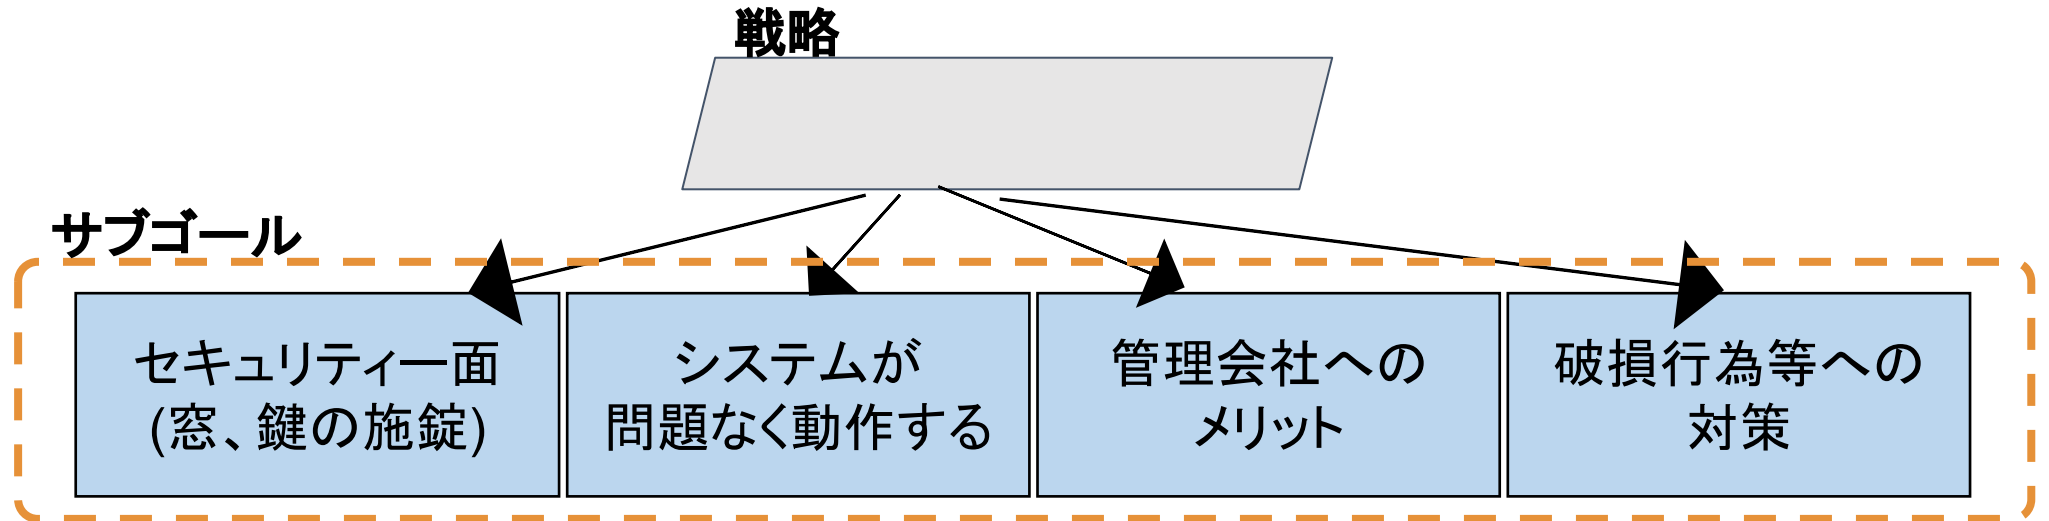 戦略
サブゴール
セキュリティー面
(窓、鍵の施錠)
システムが
問題なく動作する
管理会社への
メリット
破損行為等への
対策